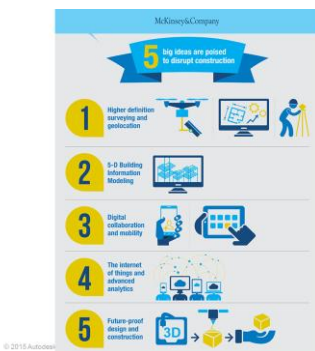 McKinsey&Company
5
big ideas are poised
to disrupt construction
1
Higher definition
surveying and
geolocation
2
5-D Building
Information
Modeling
3
Digital
collaboration
and mobility
4
The internet
of things and
advanced
analytics
5
Future-proof
design and
construction
3D
© 2018 Autodesk